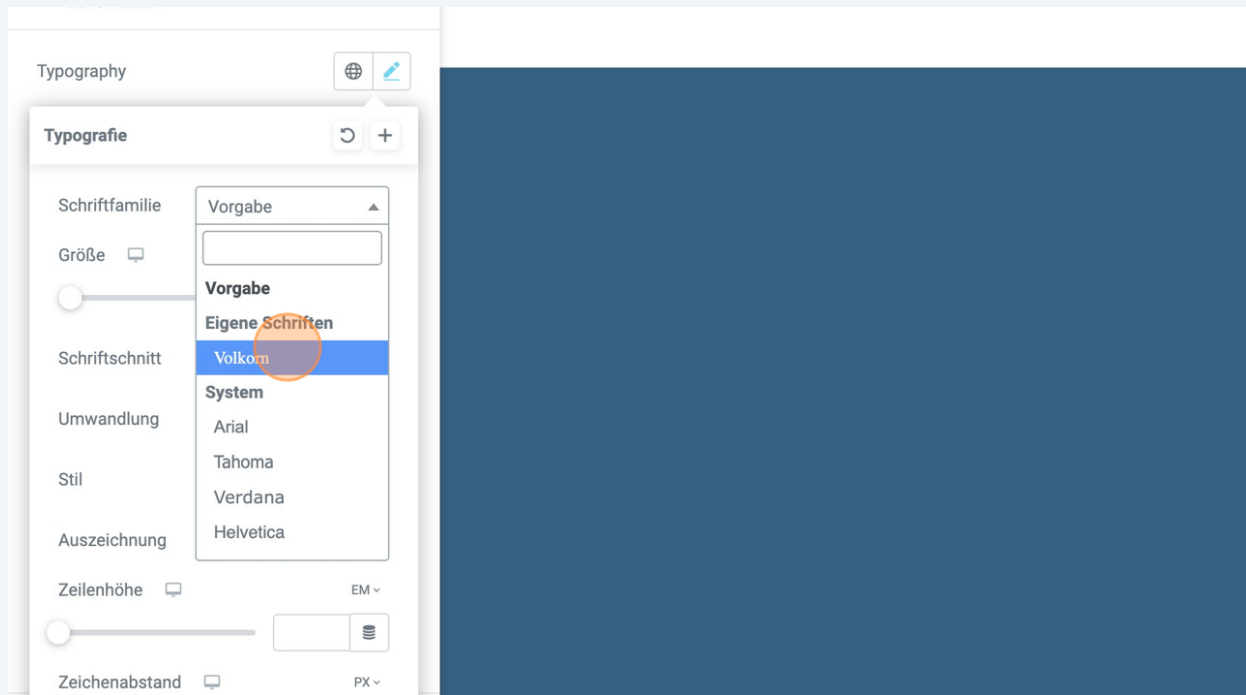 Typography
Typografie
Schriftfamilie
Vorgabe
Größe
Vorgabe
Eigene Schriften
Schriftschnitt
Volkorn
System
Umwandlung
Arial
Tahoma
Stil
Verdana
Helvetica
Auszeichnung
Zeilenhöhe EM
Zeichenabstand PX